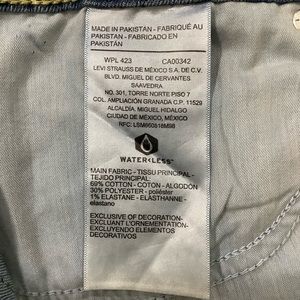 MADE IN PAKISTAN - FABRIQUÉ AU
PAKISTAN - FABRICADO EN
PAKISTÁN
WPL 423 CA00342
LEVI STRAUSS DE MÉXICO S.A. DE C.V.
BLVD. MIGUEL DE CERVANTES
SAAVEDRA
NO. 301, TORRE NORTE PISO 7
COL. AMPLIACIÓN GRANADA C.P. 11529
ALCALDÍA. MIGUEL HIDALGO
CIUDAD DE MÉXICO, MÉXICO
RFC: LSM660818M98
WATER<LESS
MAIN FABRIC - TISSU PRINCIPAL -
TEJIDO PRINCIPAL:
69% COTTON - COTON - ALGODÓN
30% POLYESTER - poliéster
1% ELASTANE - ELASTHANNE -
elastano
EXCLUSIVE OF DECORATION-
EXCLUANT L'ORNEMENTATION-
EXCLUYENDO ELEMENTOS
DECORATIVOS